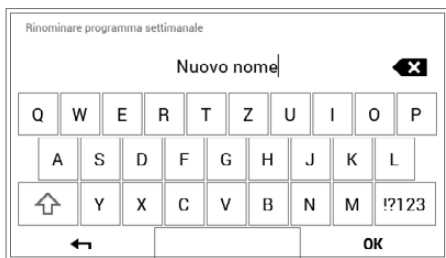 Rinominare programma settimanale
Nuovo nome
Q W E R T Z U I O P
A S D F G H J K L
Y X C V B N M !?123
OK